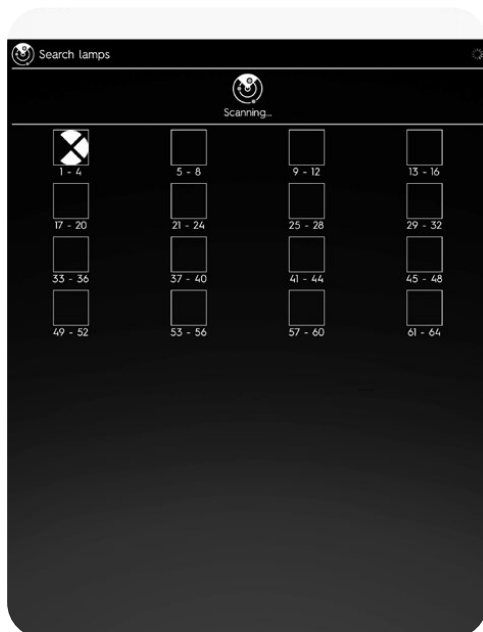 Search lamps
Scanning...
1 - 4
5 - 8
9 - 12
13 - 16
17 - 20
21 - 24
25 - 28
29 - 32
33 - 36
37 - 40
41 - 44
45 - 48
49 - 52
53 - 56
57 - 60
61 - 64